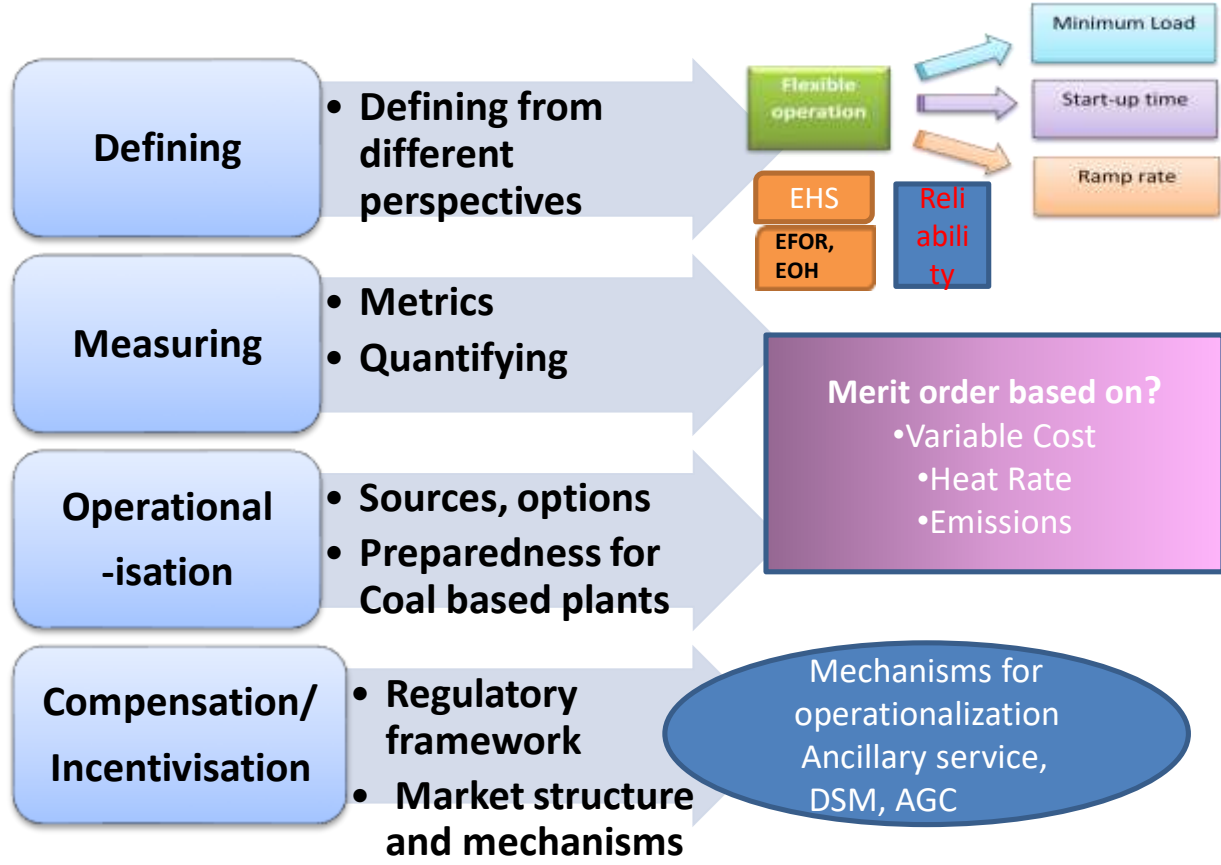 Defining
• Defining from
different
perspectives
Flexible
operation
Minimum Load
Start-up time
Ramp rate
EHS
EFOR,
EOH
Reli
abili
ty
Measuring
• Metrics
• Quantifying
Merit order based on?
•Variable Cost
•Heat Rate
•Emissions
Operational
-isation
• Sources, options
• Preparedness for
Coal based plants
Compensation/
Incentivisation
• Regulatory
framework
• Market structure
and mechanisms
Mechanisms for
operationalization
Ancillary service,
DSM, AGC